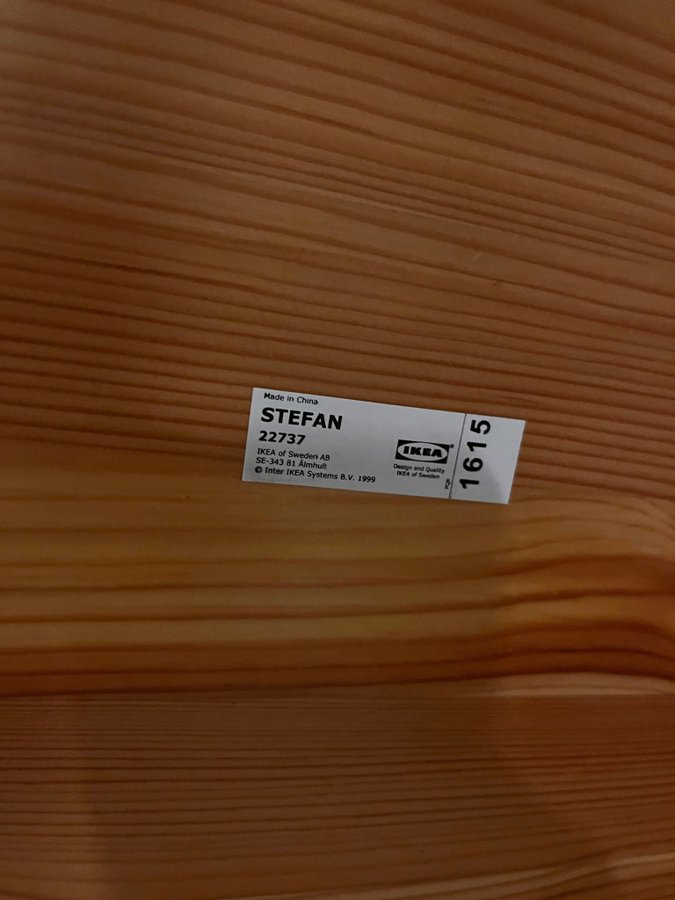 Made in China
STEFAN
22737
IKEA of Sweden AB
SE-343 81 Älmhult
© Inter IKEA Systems B.V. 1999
IKEA®
Design and Quality
IKEA of Sweden
1615